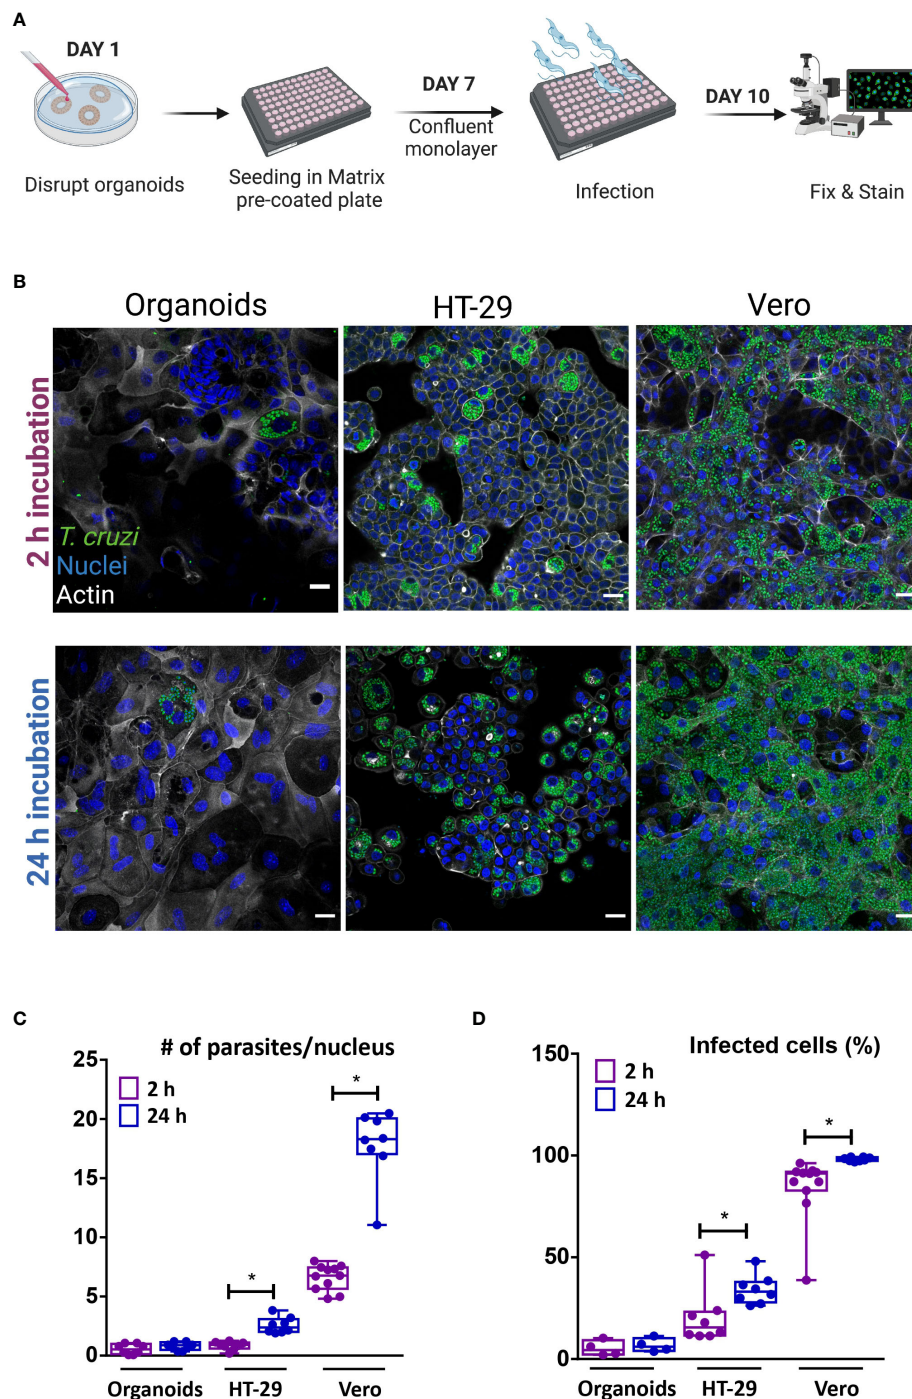 A
DAY 1
DAY 7
DAY 10
Confluent
monolayer
Disrupt organoids
Seeding in Matrix
pre-coated plate
Infection
Fix & Stain
B
Organoids
HT-29
Vero
2 h incubation
T. cruzi
Nuclei
Actin
24 h incubation
C
# of parasites/nucleus
25
20
15
10
5
0
2 h
24 h
*
*
Organoids
HT-29
Vero
D
Infected cells (%)
150
100
50
0
2 h
24 h
*
*
Organoids
HT-29
Vero